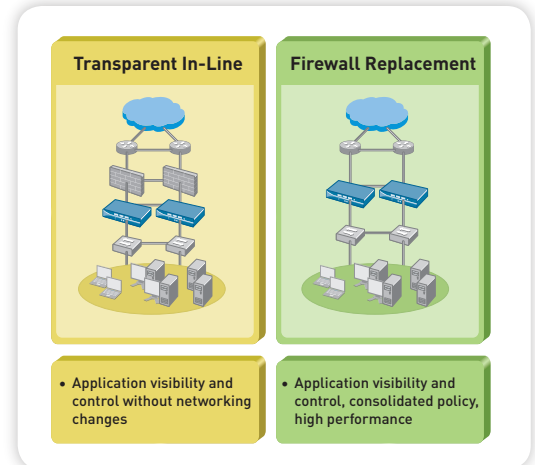 Transparent In-Line
Firewall Replacement
• Application visibility and
control without networking
changes
• Application visibility and
control, consolidated policy,
high performance